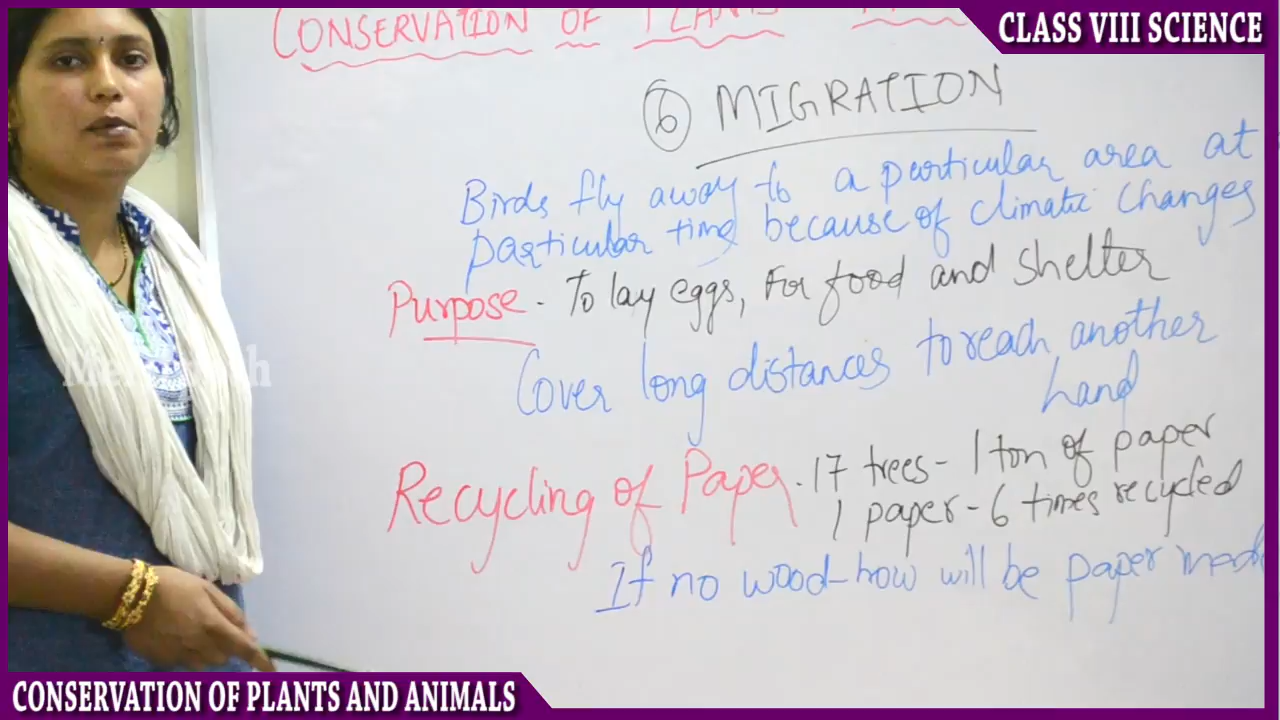 CLASS VIII SCIENCE
CONSERVATION OF PLANTS
6 MIGRATION
Birds fly away to a particular area at
particular time because of climatic changes
Purpose - To lay eggs, For food and shelter
Cover long distances to reach another
land
Recycling of Paper. 17 trees - 1 ton of paper
1 paper - 6 times recycled
If no wood - how will be paper made
CONSERVATION OF PLANTS AND ANIMALS